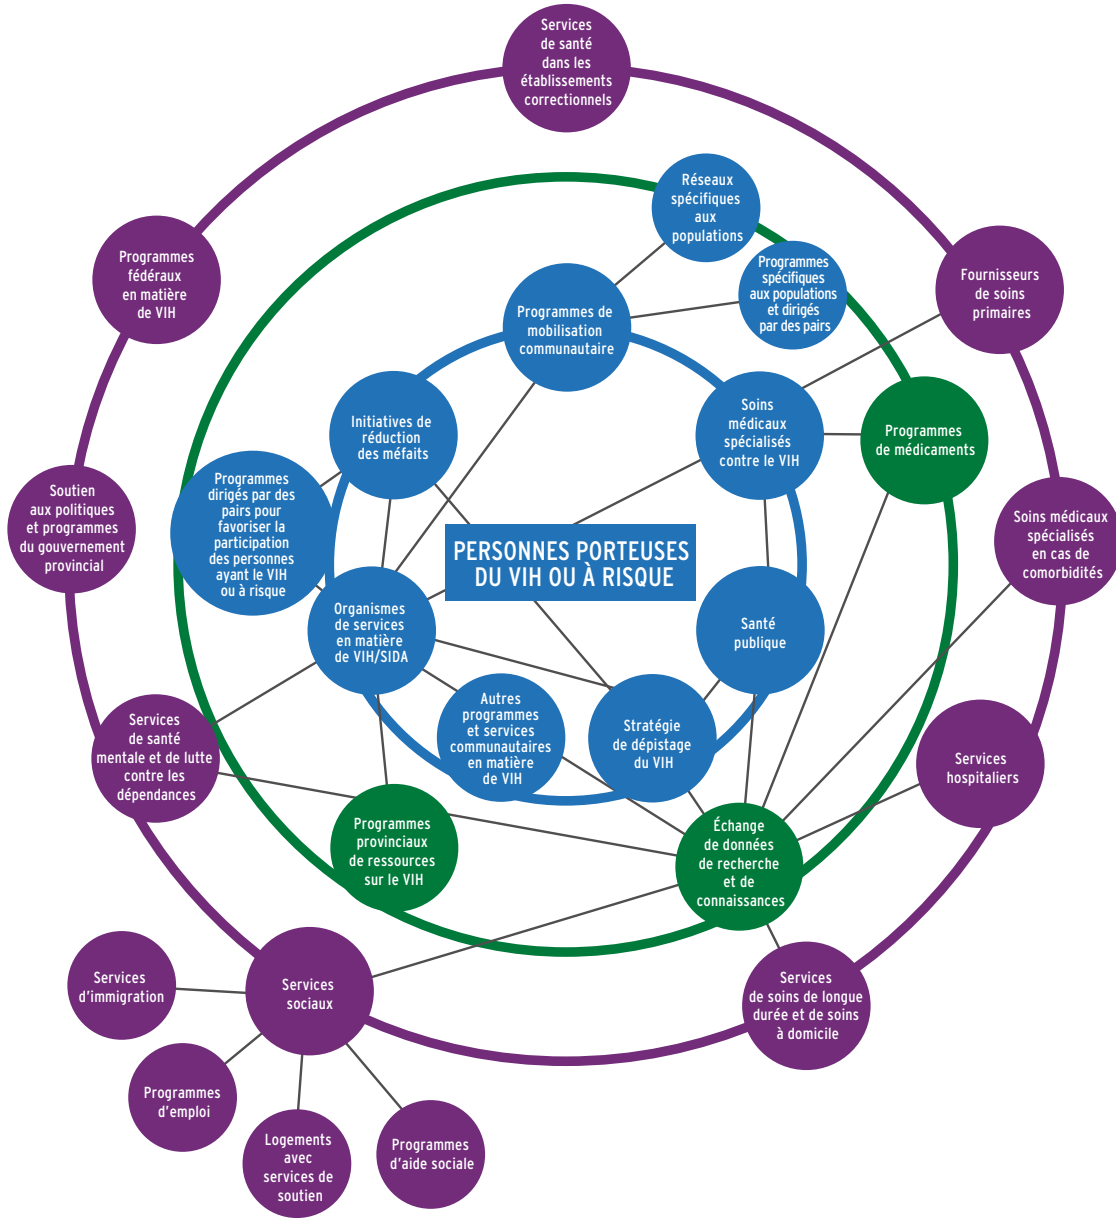 Services
de santé
dans les
établissements
correctionnels
Réseaux
spécifiques
aux
populations
Programmes
spécifiques
aux populations
et dirigés
par des pairs
Programmes
fédéraux
en matière
de VIH
Fournisseurs
de soins
primaires
Programmes de
mobilisation
communautaire
Initiatives de
réduction
des méfaits
Soins
médicaux
spécialisés
contre le VIH
Programmes
de médicaments
Programmes
dirigés par des
pairs pour
favoriser la
participation
des personnes
ayant le VIH
ou à risque
Soutien
aux politiques
et programmes
du gouvernement
provincial
PERSONNES PORTEUSES
DU VIH OU À RISQUE
Soins médicaux
spécialisés
en cas de
comorbidités
Organismes
de services
en matière
de VIH/SIDA
Santé
publique
Services
de santé
mentale et de lutte
contre les
dépendances
Autres
programmes
et services
communautaires
en matière
de VIH
Stratégie
de dépistage
du VIH
Services
hospitaliers
Programmes
provinciaux
de ressources
sur le VIH
Échange
de données
de recherche
et de
connaissances
Services
d'immigration
Services
sociaux
Services
de soins de longue
durée et de soins
à domicile
Programmes
d'emploi
Logements
avec
services de
soutien
Programmes
d'aide sociale